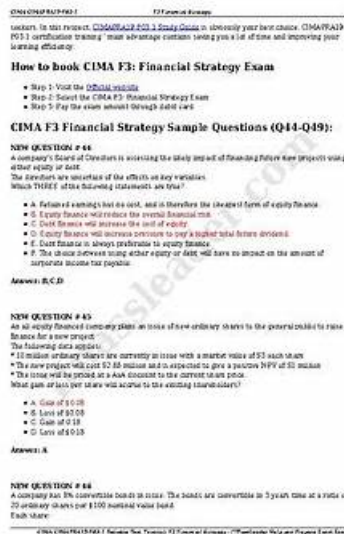 CIMA CIMAPRA19-F03-1 F3 Financial Strategy
vectors. In this respect, CIMAPRA19-F03-1 Study Guide is obviously your best choice. CIMAPRA19-
F03-1 certification training ' main advantage contains saving you a lot of time and improving your
learning efficiency.
How to book CIMA F3: Financial Strategy Exam
Step 1: Visit the Official website
Step 2: Select the CIMA F3: Financial Strategy Exam
Step 3: Pay the exam amount through debit card
CIMA F3 Financial Strategy Sample Questions (Q44-Q49):
NEW QUESTION # 44
A company's Board of Directors is assessing the likely impact of financing future new projects using
either equity or debt.
The directors are uncertain of the effects on key variables.
Which THREE of the following statements are true?
A. Retained earnings has no cost, and is therefore the cheapest form of equity finance.
B. Equity finance will reduce the overall financial risk.
C. Debt finance will increase the cost of equity.
D. Equity finance will increase pressure to pay a higher total future dividend.
E. Debt finance is always preferable to equity finance.
F. The choice between using either equity or debt will have no impact on the amount of
corporate income tax payable.
Answer: B,C,D
NEW QUESTION # 45
An all equity financed company plans an issue of new ordinary shares to the general public to raise
finance for a new project
The following data applies:
* 10 million ordinary shares are currently in issue with a market value of $3 each share
* The new project will cost $2.88 million and is expected to give a positive NPV of $1 million
* The issue will be priced at a discount to the current share price.
What gain or loss per share will accrue to the existing shareholders?
A. Gain of $0.08
B. Loss of $0.08
C. Gain of 0.18
D. Loss of $0.18
Answer: A
NEW QUESTION # 46
A company has 8% convertible bonds in issue. The bonds are convertible in 3 years time at a ratio of
20 ordinary shares per $100 nominal value bond.
Each share: